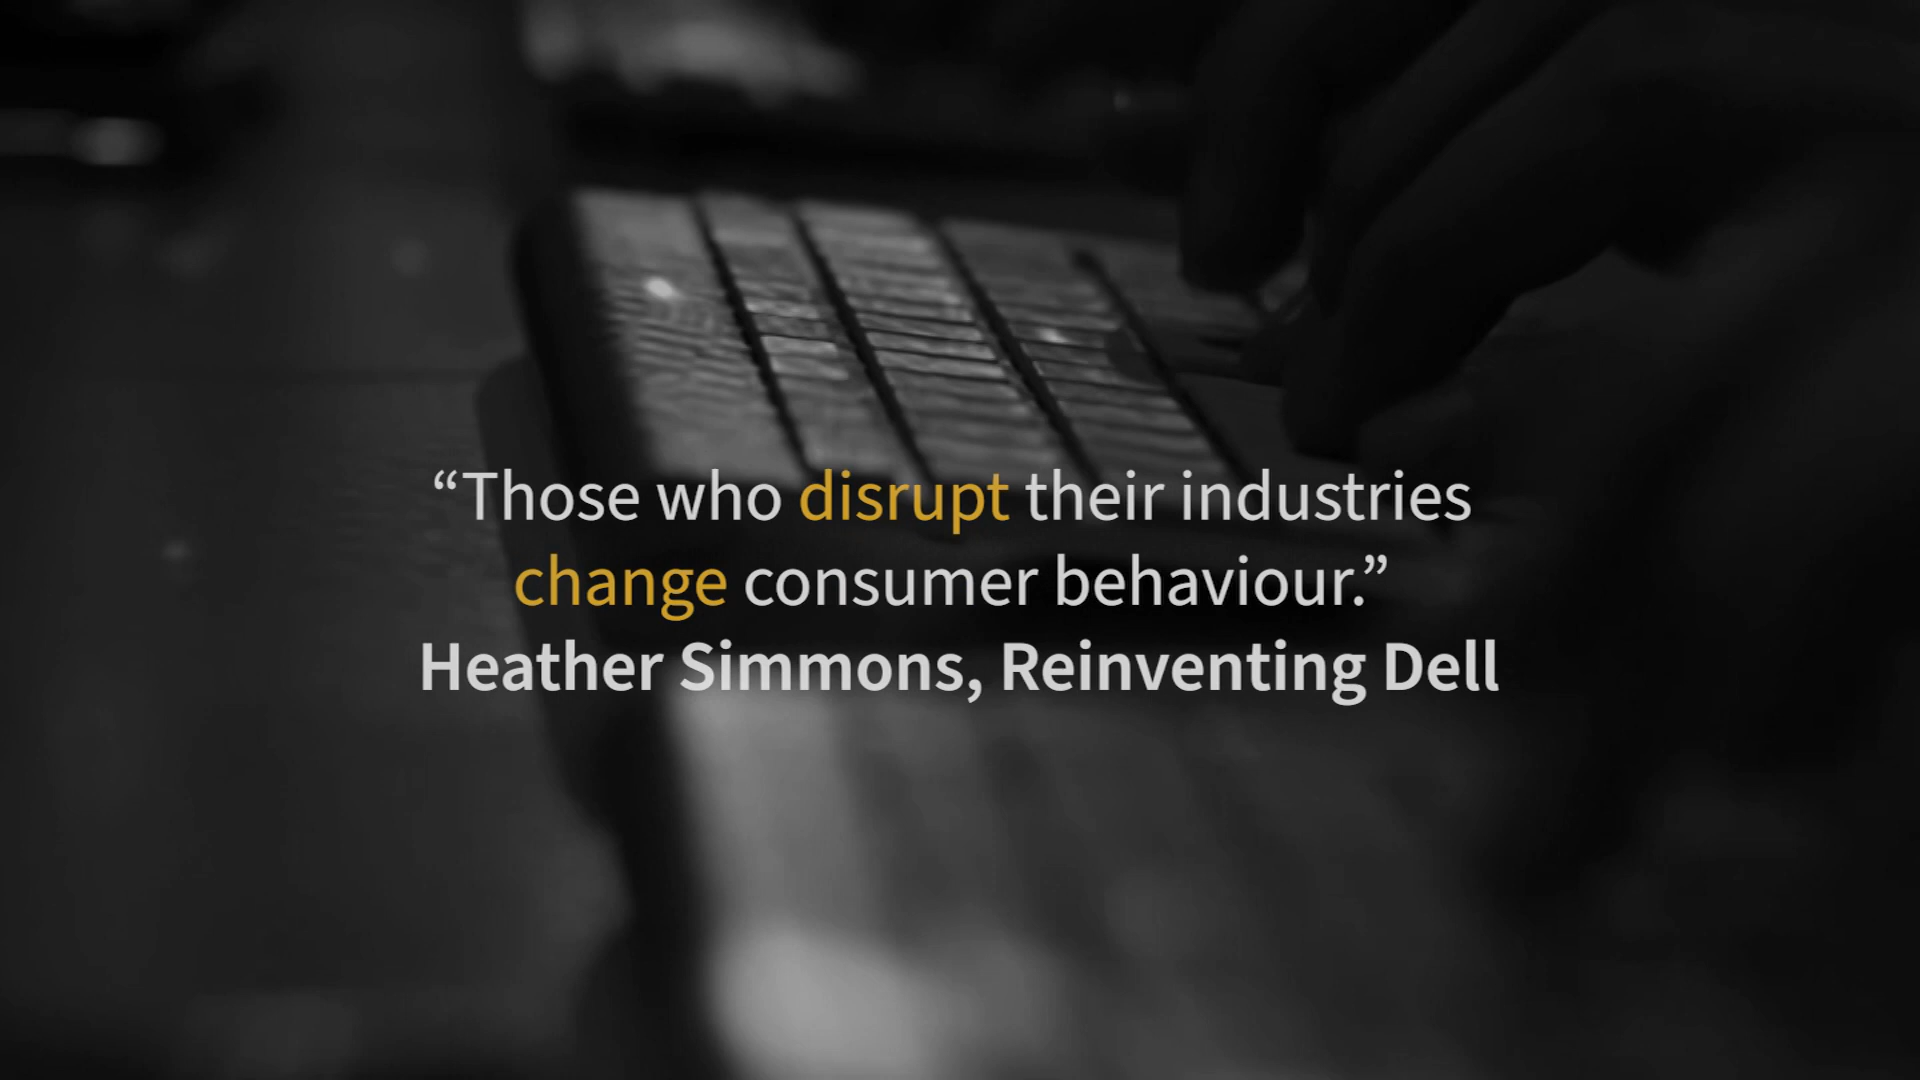 “Those who disrupt their industries
change consumer behaviour.”
Heather Simmons, Reinventing Dell